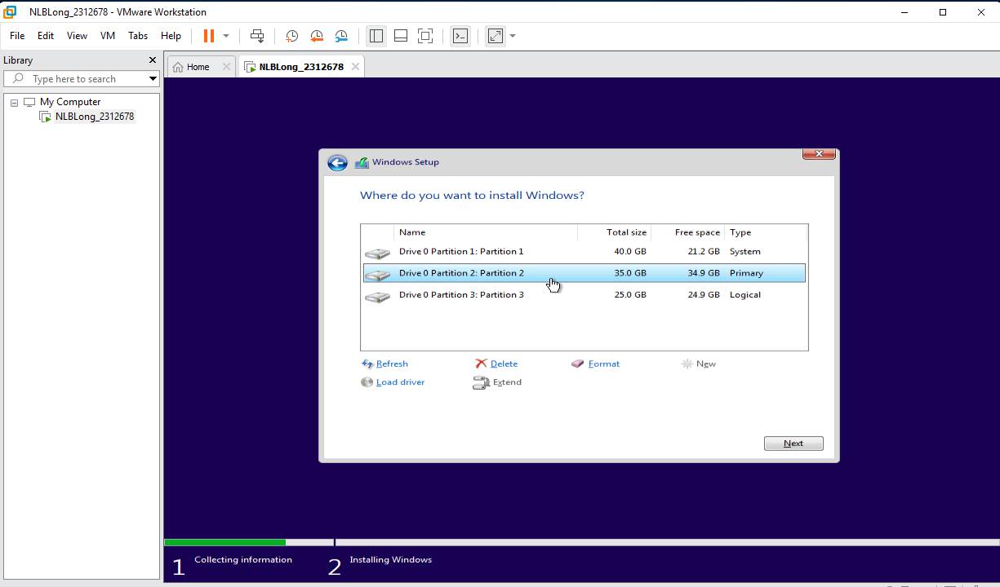 NLBLong_2312678 - VMware Workstation
File Edit View VM Tabs Help
Library
Type here to search
My Computer
NLBLong_2312678
Home
NLBLong_2312678
Windows Setup
Where do you want to install Windows?
Name Total size Free space Type
Drive 0 Partition 1: Partition 1 40.0 GB 21.2 GB System
Drive 0 Partition 2: Partition 2 35.0 GB 34.9 GB Primary
Drive 0 Partition 3: Partition 3 25.0 GB 24.9 GB Logical
Refresh Delete Format New
Load driver Extend
Next
1 Collecting information 2 Installing Windows